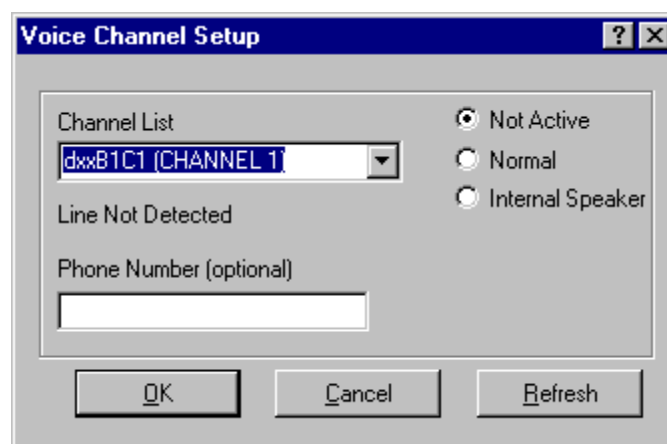 Voice Channel Setup
Channel List
dxxB1C1 (CHANNEL 1)
Line Not Detected
Phone Number (optional)
Not Active
Normal
Internal Speaker
OK
Cancel
Refresh